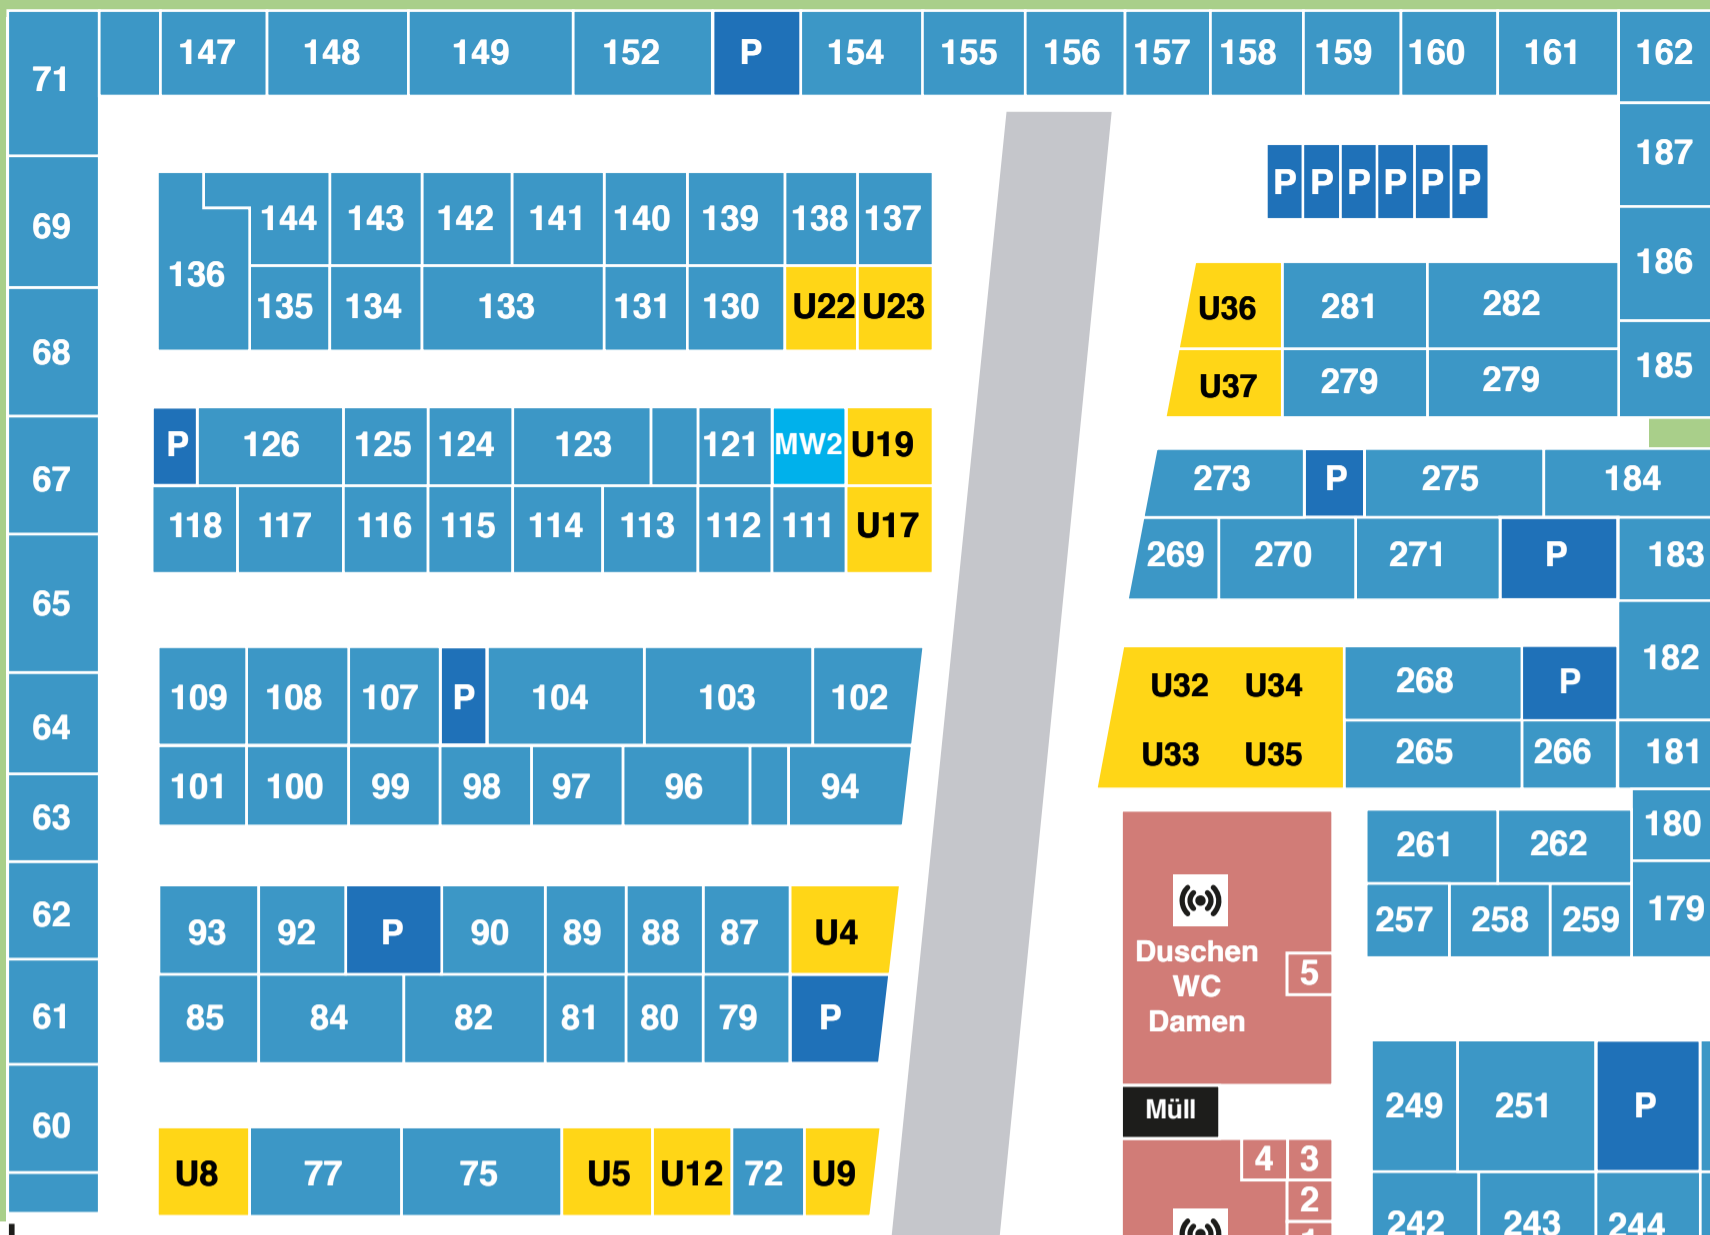 71 147 148 149 152 P 154 155 156 157 158 159 160 161 162
187
P P P P P P
69 144 143 142 141 140 139 138 137
136
186
135 134 133 131 130 U22 U23 U36 281 282
68
185
U37 279 279
P 126 125 124 123 121 MW2 U19
67 273 P 275 184
118 117 116 115 114 113 112 111 U17
269 270 271 P 183
65
182
109 108 107 P 104 103 102 U32 U34 268 P
64
U33 U35 265 266 181
101 100 99 98 97 96 94
63 180
261 262
62 93 92 P 90 89 88 87 U4
257 258 259 179
Duschen
WC
Damen
5
61 85 84 82 81 80 79 P
249 251 P
Müll
60
U8 77 75 U5 U12 72 U9
4 3
2
1
242 243 244